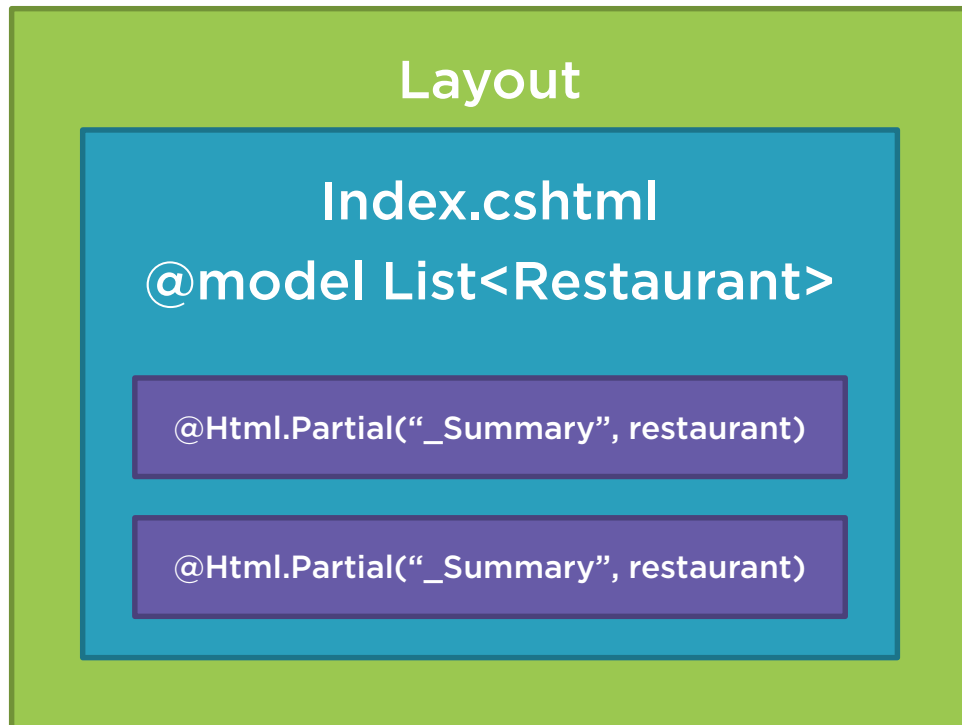 Layout
Index.cshtml
@model List<Restaurant>
@Html.Partial(“_Summary”, restaurant)
@Html.Partial(“_Summary”, restaurant)